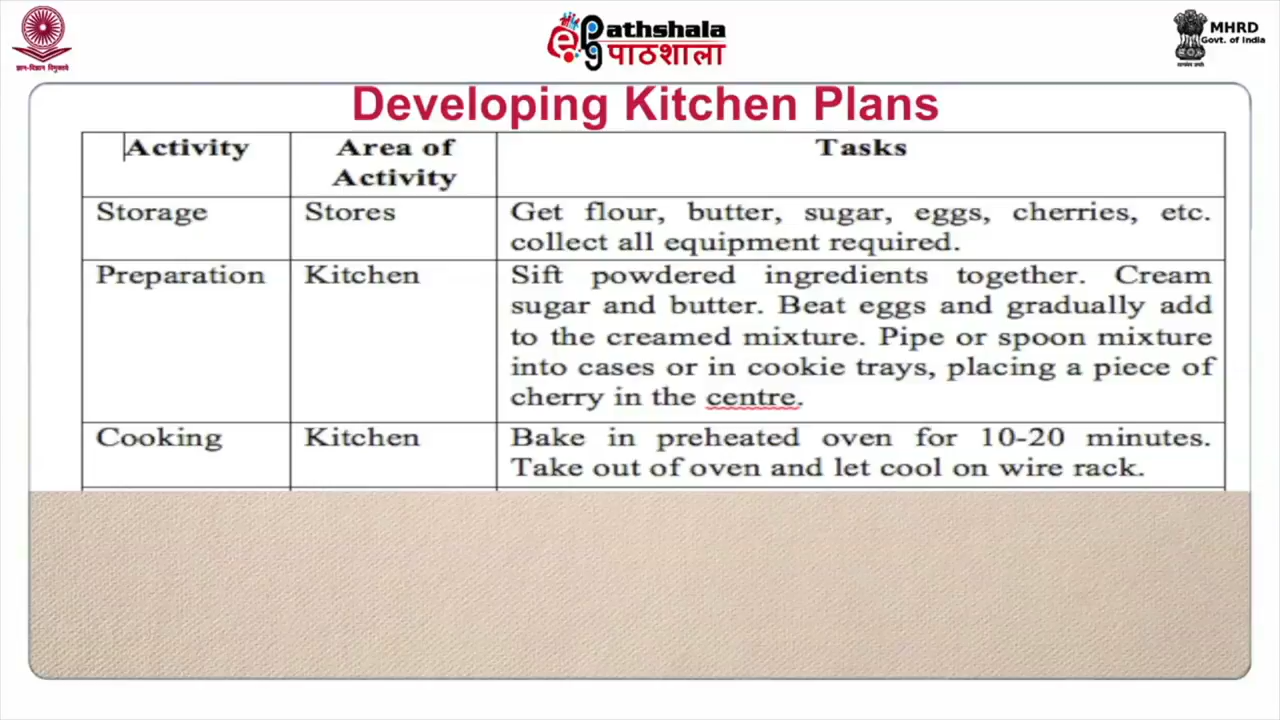 ज्ञान-विज्ञान विमुक्तये
ePG Pathshala
पाठशाला
MHRD
Govt. of India
Developing Kitchen Plans
Activity
Area of
Activity
Tasks
Storage
Stores
Get flour, butter, sugar, eggs, cherries, etc.
collect all equipment required.
Preparation
Kitchen
Sift powdered ingredients together. Cream
sugar and butter. Beat eggs and gradually add
to the creamed mixture. Pipe or spoon mixture
into cases or in cookie trays, placing a piece of
cherry in the centre.
Cooking
Kitchen
Bake in preheated oven for 10-20 minutes.
Take out of oven and let cool on wire rack.